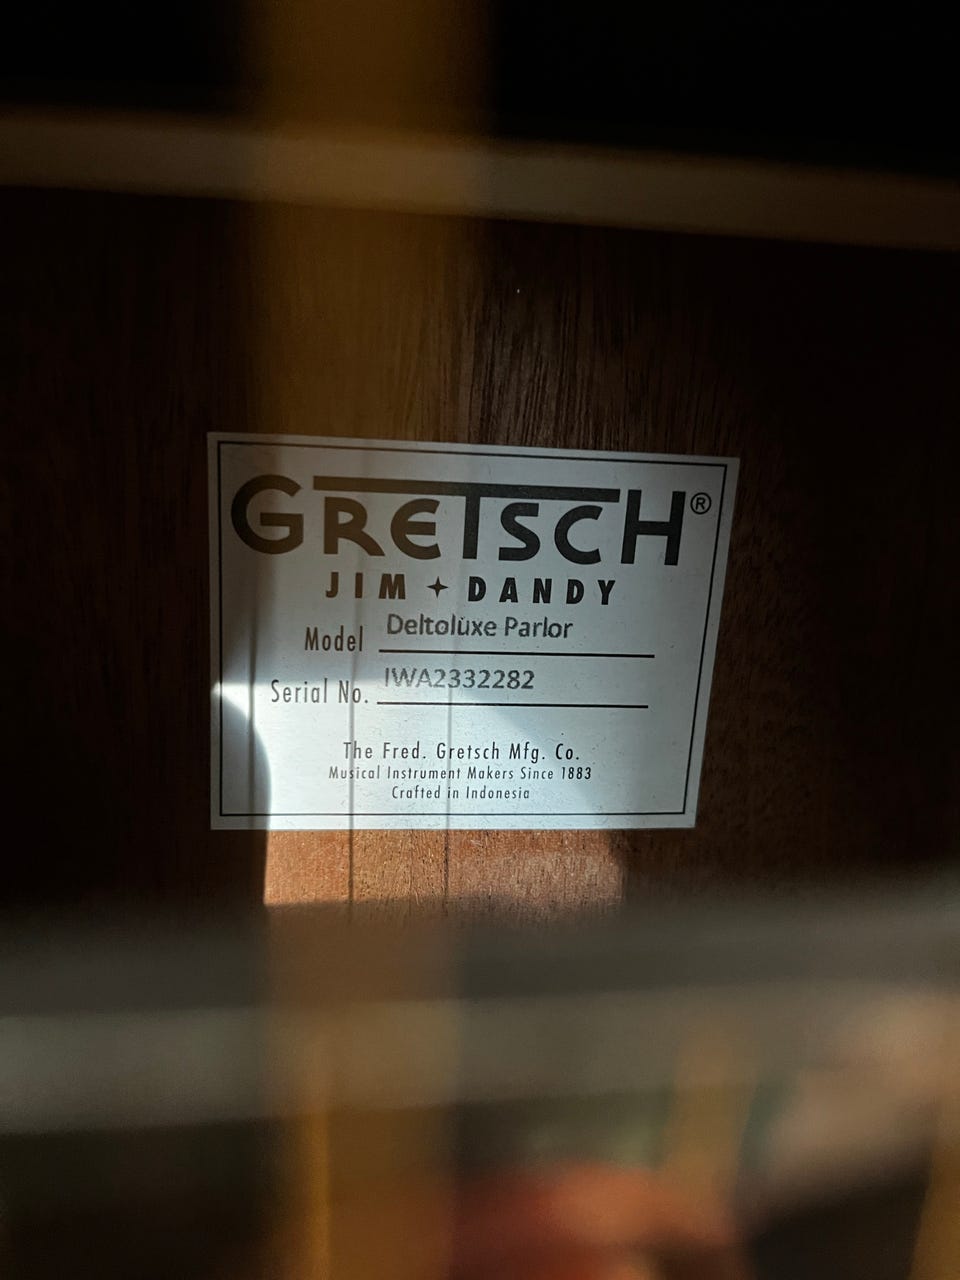 GRETSCH®
JIM ✦ DANDY
Model Deltoluxe Parlor
Serial No. IWA2332282
The Fred. Gretsch Mfg. Co.
Musical Instrument Makers Since 1883
Crafted in Indonesia